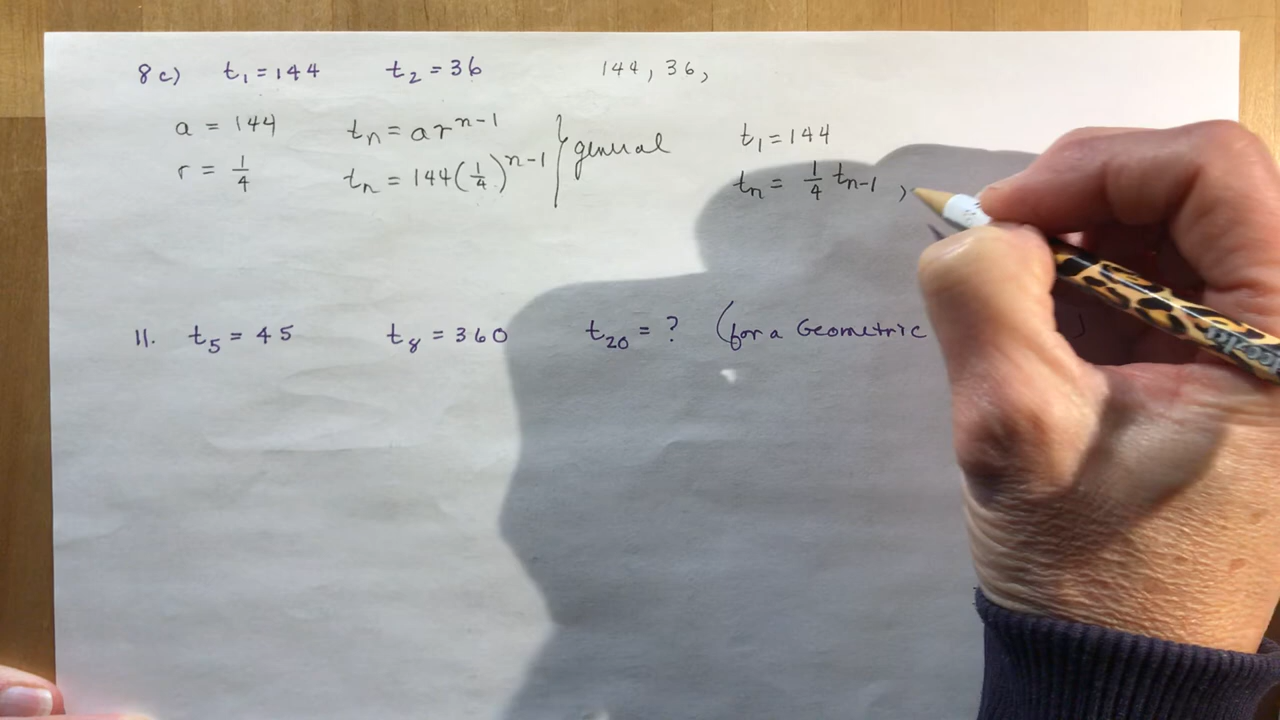 8c) t₁ = 144 t₂ = 36 144, 36,
a = 144 tₙ = arⁿ⁻¹ } general t₁ = 144
r = 1/4 tₙ = 144(1/4)ⁿ⁻¹ tₙ = 1/4 tₙ₋₁ ,
11. t₅ = 45 t₈ = 360 t₂₀ = ? (for a Geometric )